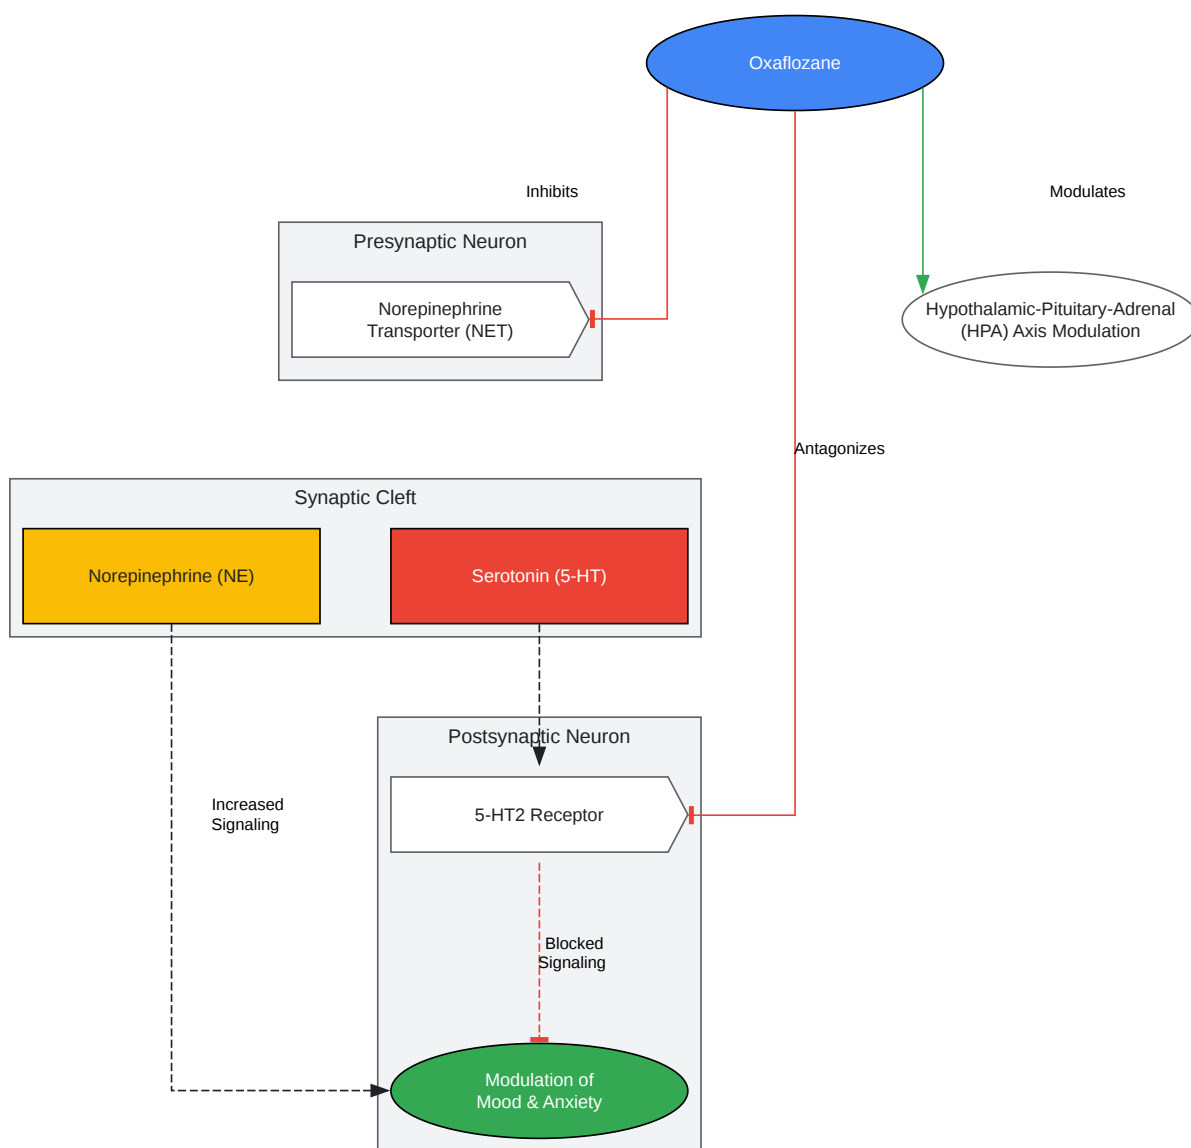 Oxaflozane
Inhibits
Modulates
Presynaptic Neuron
Norepinephrine
Transporter (NET)
Hypothalamic-Pituitary-Adrenal
(HPA) Axis Modulation
Antagonizes
Synaptic Cleft
Norepinephrine (NE)
Serotonin (5-HT)
Postsynaptic Neuron
5-HT2 Receptor
Increased
Signaling
Blocked
Signaling
Modulation of
Mood & Anxiety